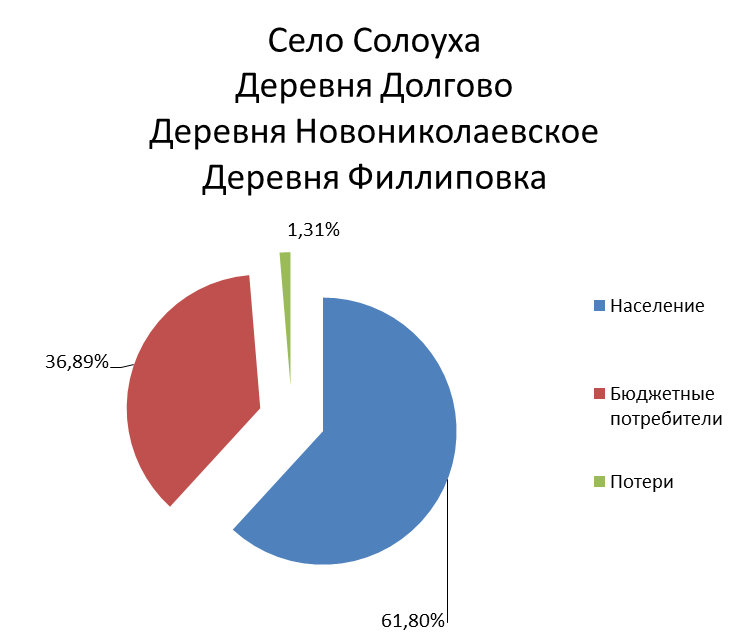 Село Солоуха
Деревня Долгово
Деревня Новониколаевское
Деревня Филлиповка
1,31%
36,89%
61,80%
Население
Бюджетные
потребители
Потери